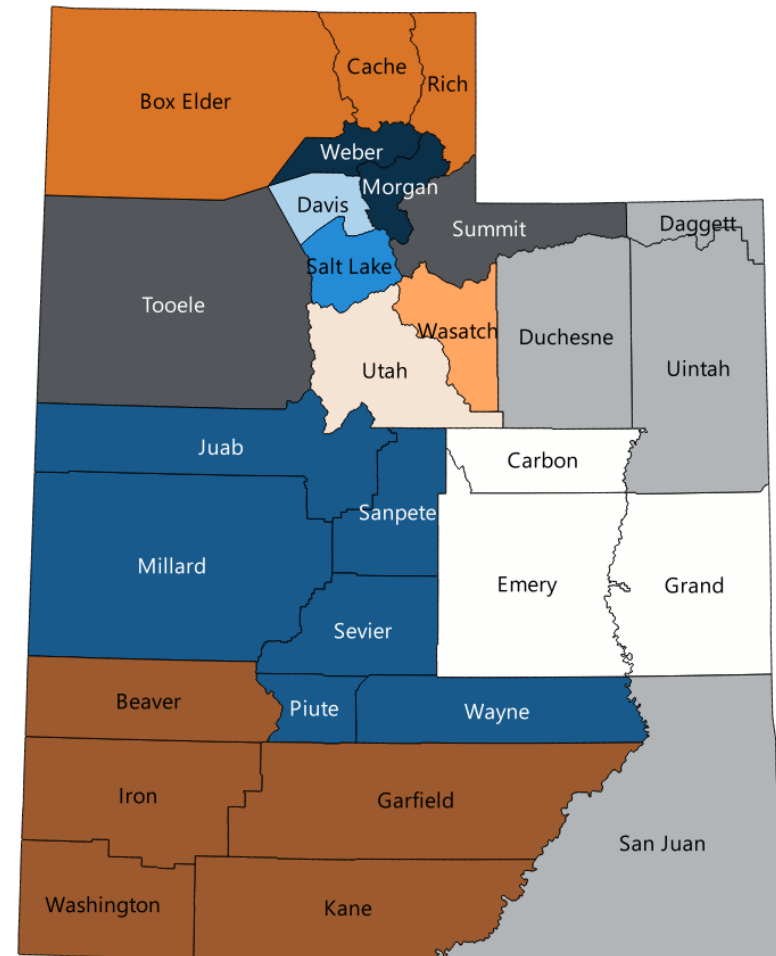 Cache
Rich
Box Elder
Weber
Morgan
Davis
Daggett
Summit
Salt Lake
Tooele
Wasatch
Duchesne
Utah
Uintah
Juab
Carbon
Sanpete
Millard
Emery
Grand
Sevier
Beaver
Piute
Wayne
Iron
Garfield
San Juan
Washington
Kane